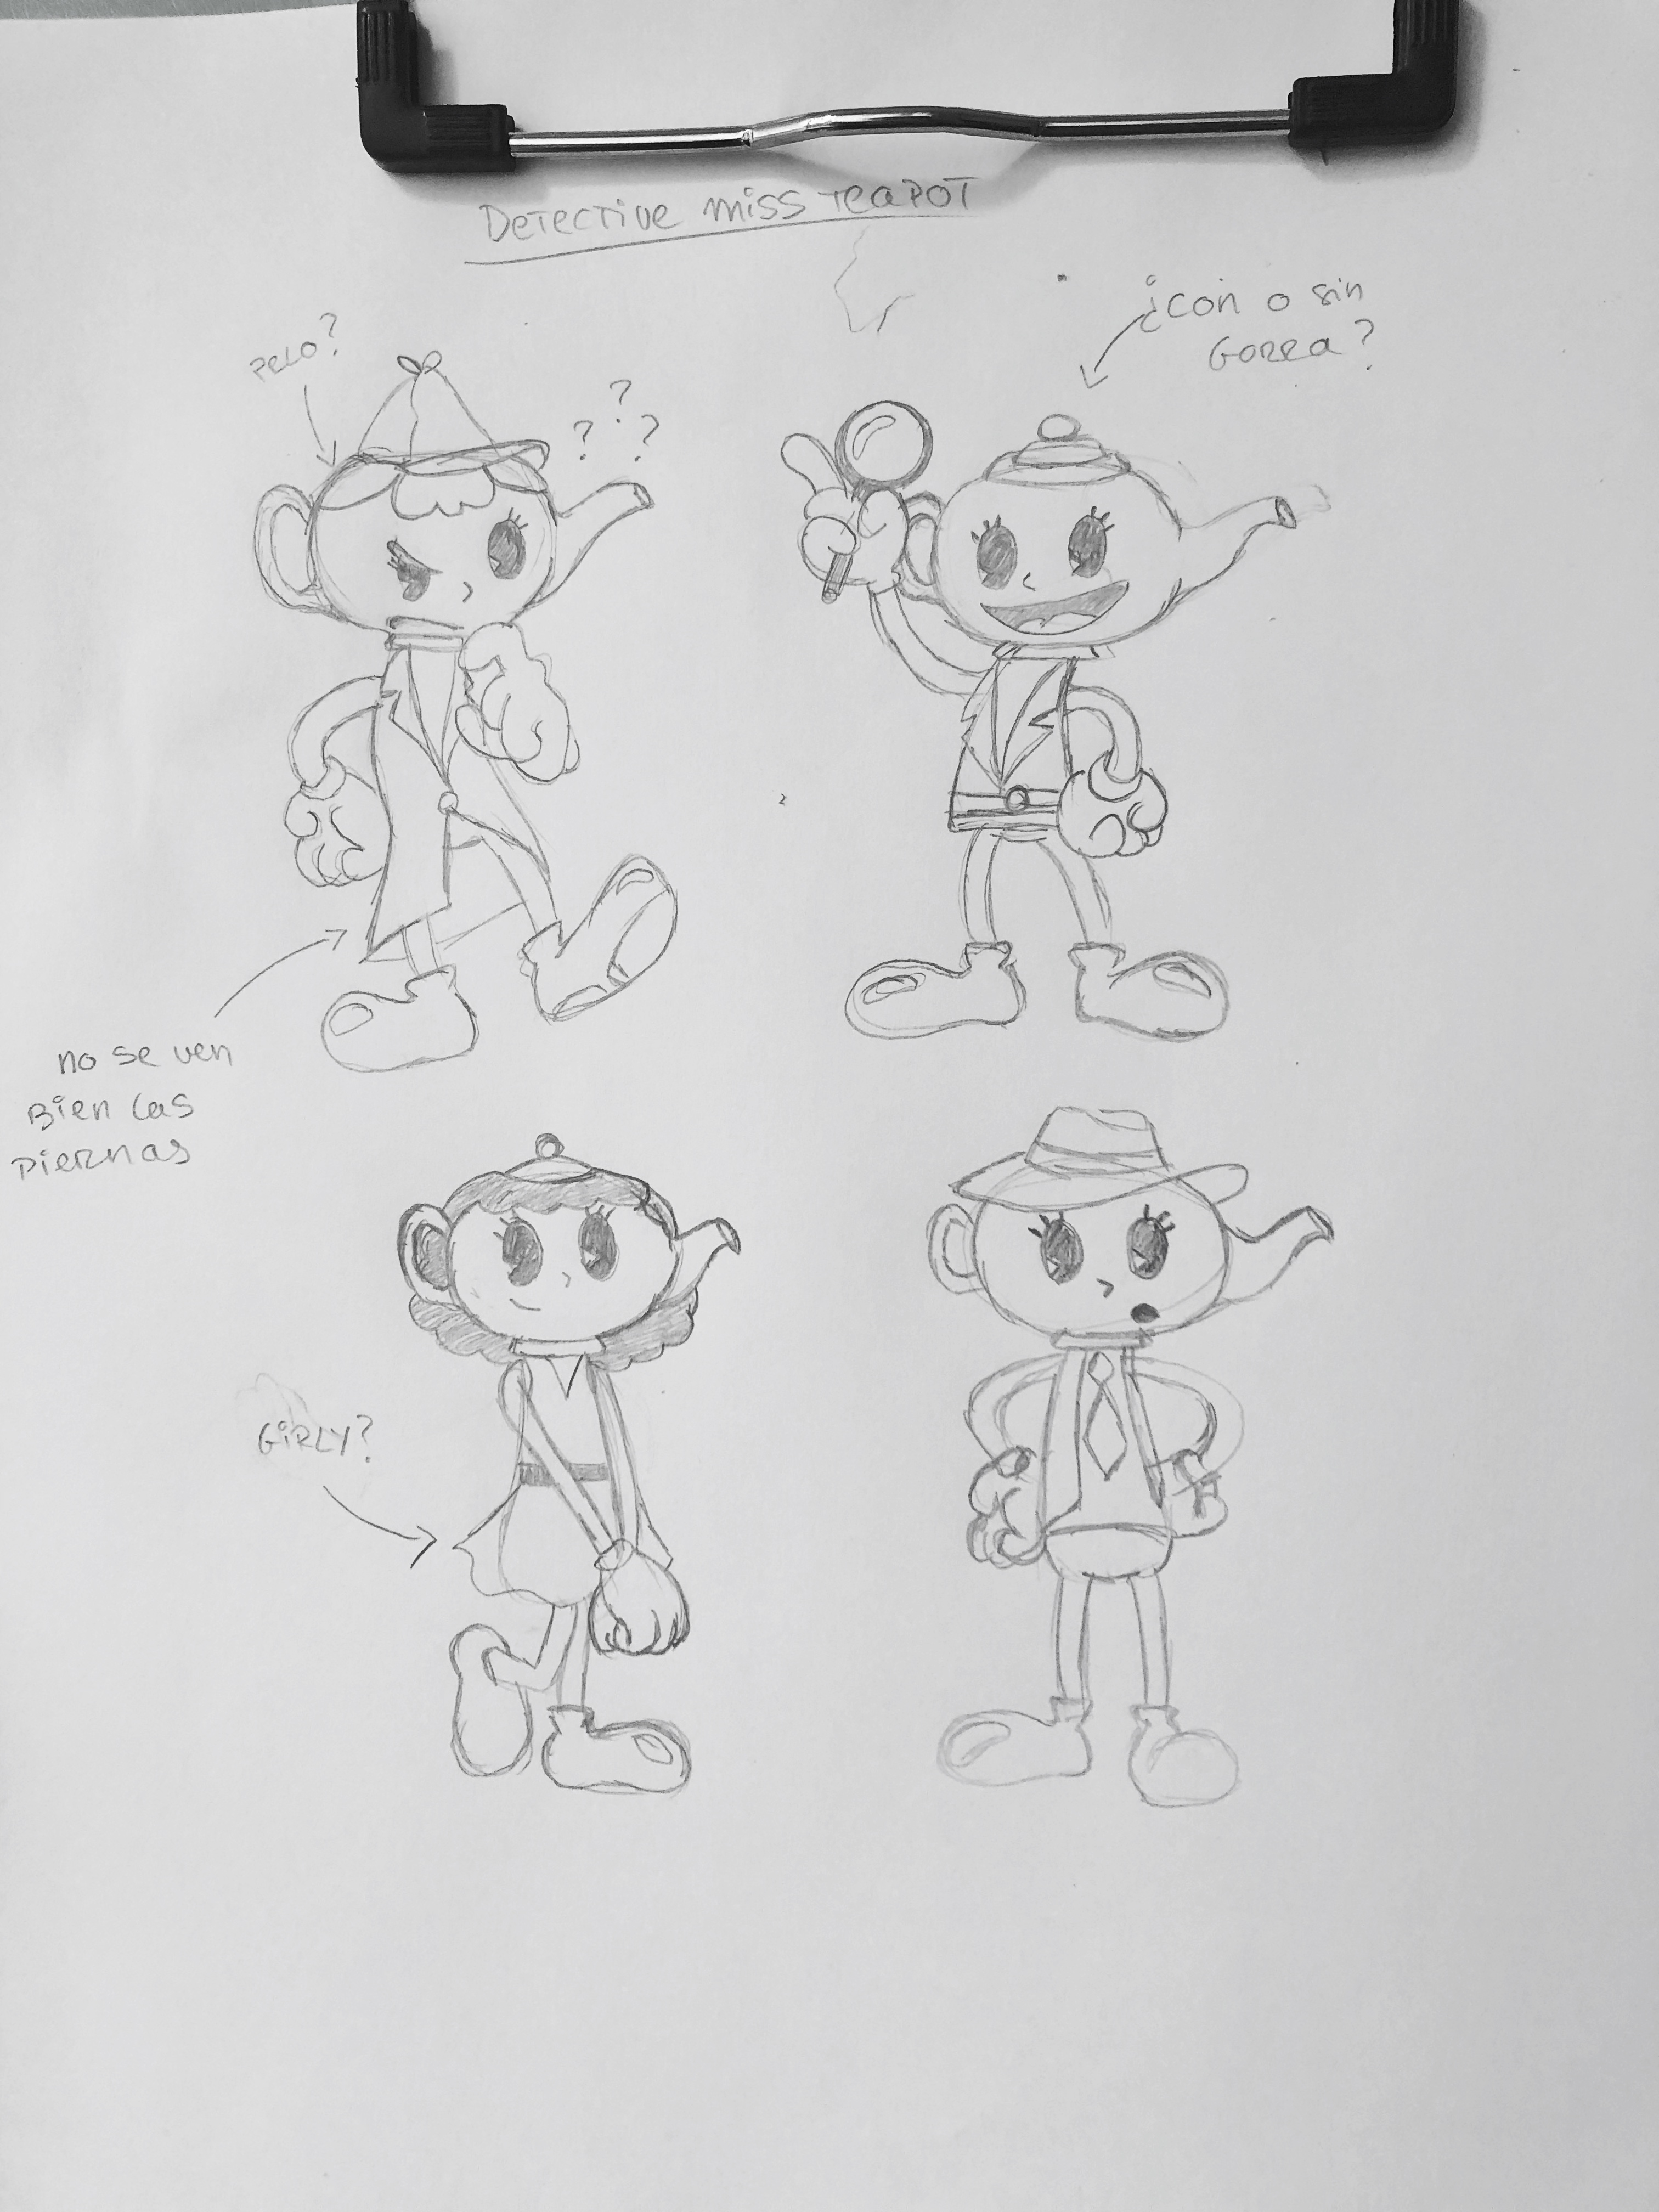 Detective miss teapot
Pelo?
¿con o sin
Gorra?
? ? ?
no se ven
Bien las
piernas
Girly?